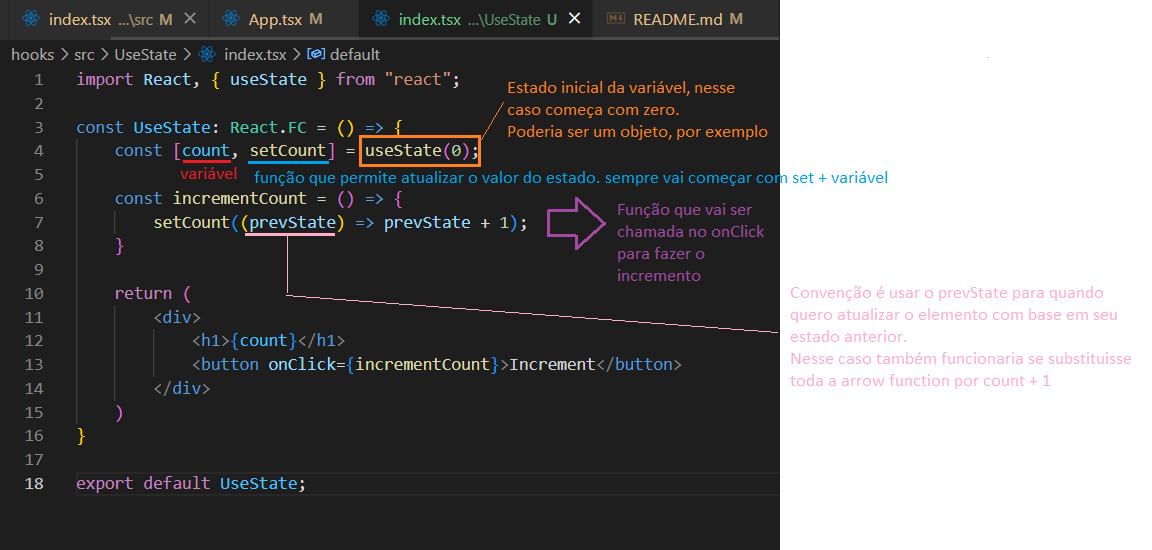 index.tsx ...\src M App.tsx M index.tsx ...\UseState U README.md M
hooks > src > UseState > index.tsx > default
1 import React, { useState } from "react";
2
3 const UseState: React.FC = () => {
4 const [count, setCount] = useState(0);
5
6 const incrementCount = () => {
7 setCount((prevState) => prevState + 1);
8 }
9
10 return (
11 <div>
12 <h1>{count}</h1>
13 <button onClick={incrementCount}>Increment</button>
14 </div>
15 )
16 }
17
18 export default UseState;
Estado inicial da variável, nesse
caso começa com zero.
Poderia ser um objeto, por exemplo
variável
função que permite atualizar o valor do estado. sempre vai começar com set + variável
Função que vai ser
chamada no onClick
para fazer o
incremento
Convenção é usar o prevState para quando
quero atualizar o elemento com base em seu
estado anterior.
Nesse caso também funcionaria se substituisse
toda a arrow function por count + 1